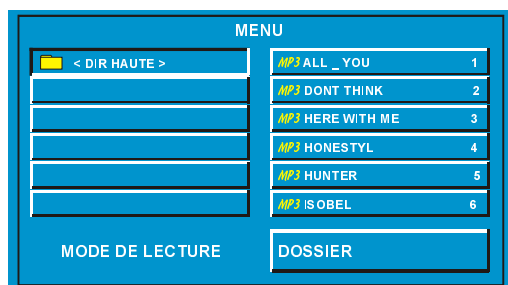 MENU
< DIR HAUTE >
MP3 ALL _ YOU 1
MP3 DONT THINK 2
MP3 HERE WITH ME 3
MP3 HONESTYL 4
MP3 HUNTER 5
MP3 ISOBEL 6
MODE DE LECTURE
DOSSIER